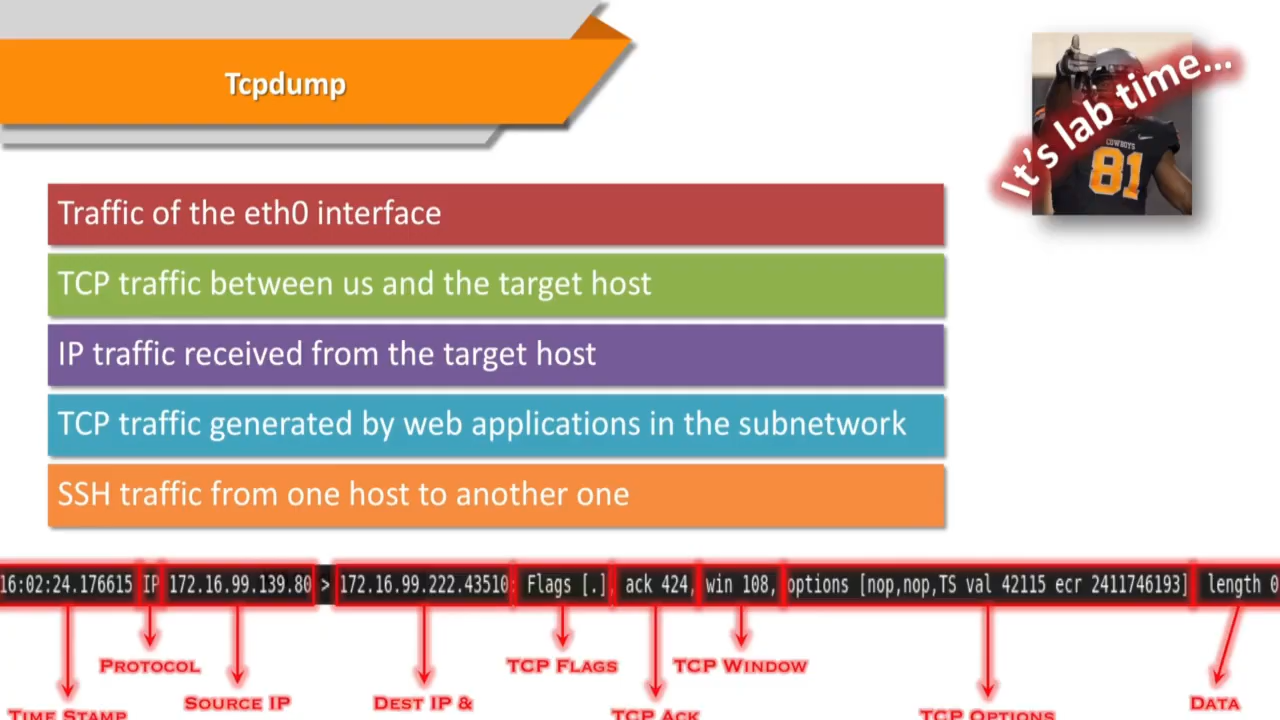 Tcpdump
It's lab time...
COWBOYS
81
Traffic of the eth0 interface
TCP traffic between us and the target host
IP traffic received from the target host
TCP traffic generated by web applications in the subnetwork
SSH traffic from one host to another one
16:02:24.176615 IP 172.16.99.139.80 > 172.16.99.222.43510: Flags [.], ack 424, win 108, options [nop,nop,TS val 42115 ecr 2411746193] length 0
PROTOCOL TCP FLAGS TCP WINDOW
SOURCE IP DEST IP & DATA
TIME STAMP TCP ACK TCP OPTIONS